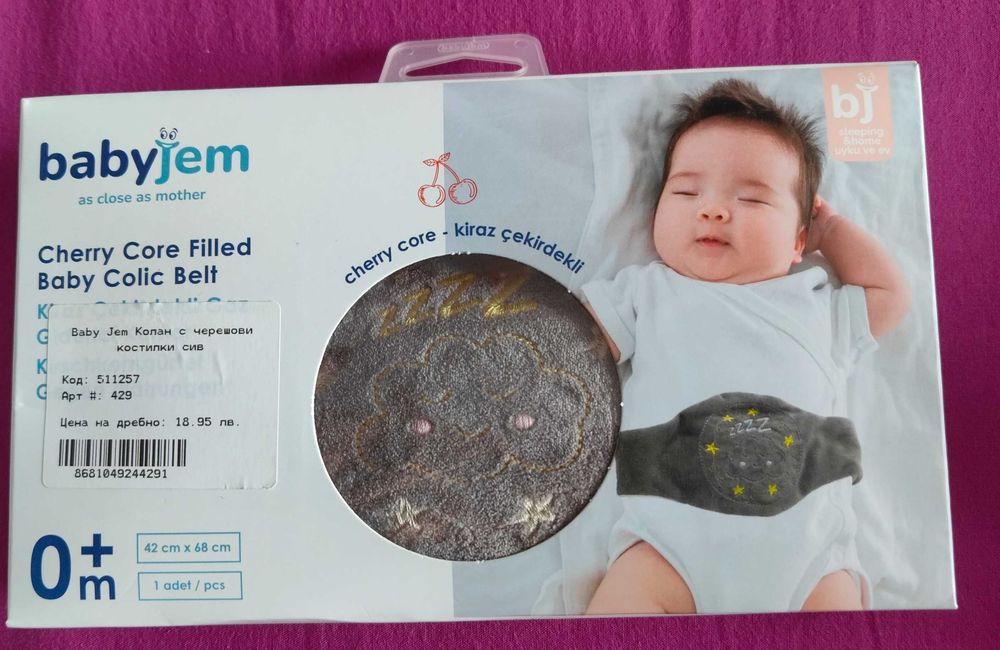 babyjem
as close as mother
Cherry Core Filled
Baby Colic Belt
Baby Jem Колан с черешови
костилки сив
Код: 511257
Арт #: 429
Цена на дребно: 18.95 лв.
8681049244291
0+
m
42 cm x 68 cm
1 adet / pcs
cherry core - kiraz çekirdekli
zZZZ
bj
sleeping
&home
uyku ve ev
zZZZ